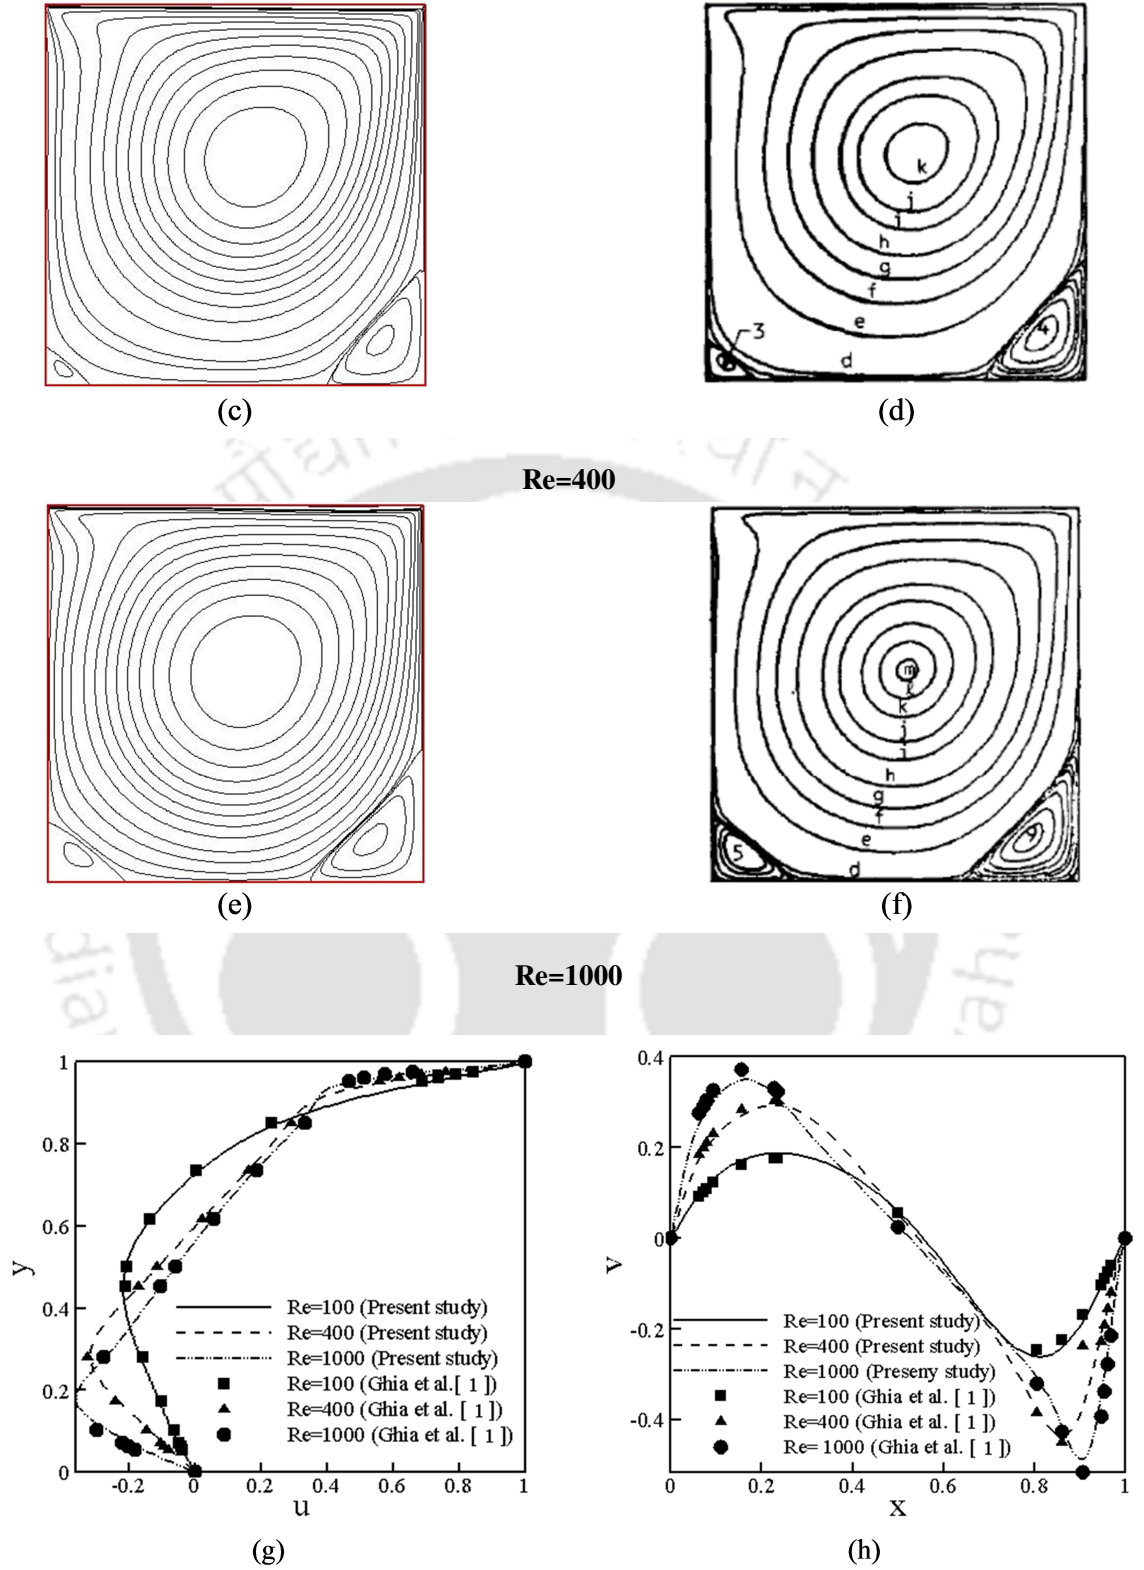 k
j
i
h
g
f
e
3
4
d
(c) (d)
Re=400
m
l
k
j
i
h
g
f
e
5
d
(e) (f)
Re=1000
1
0.8
0.6
0.4
0.2
0
-0.2 0 0.2 0.4 0.6 0.8 1
y
u
Re=100 (Present study)
Re=400 (Present study)
Re=1000 (Present study)
Re=100 (Ghia et al.[ 1 ])
Re=400 (Ghia et al. [ 1 ])
Re=1000 (Ghia et al. [ 1 ])
(g)
0.4
0.2
0
-0.2
-0.4
0 0.2 0.4 0.6 0.8 1
v
x
Re=100 (Present study)
Re=400 (Present study)
Re=1000 (Preseny study)
Re=100 (Ghia et al. [ 1 ])
Re=400 (Ghia et al. [ 1 ])
Re= 1000 (Ghia et al. [ 1 ])
(h)